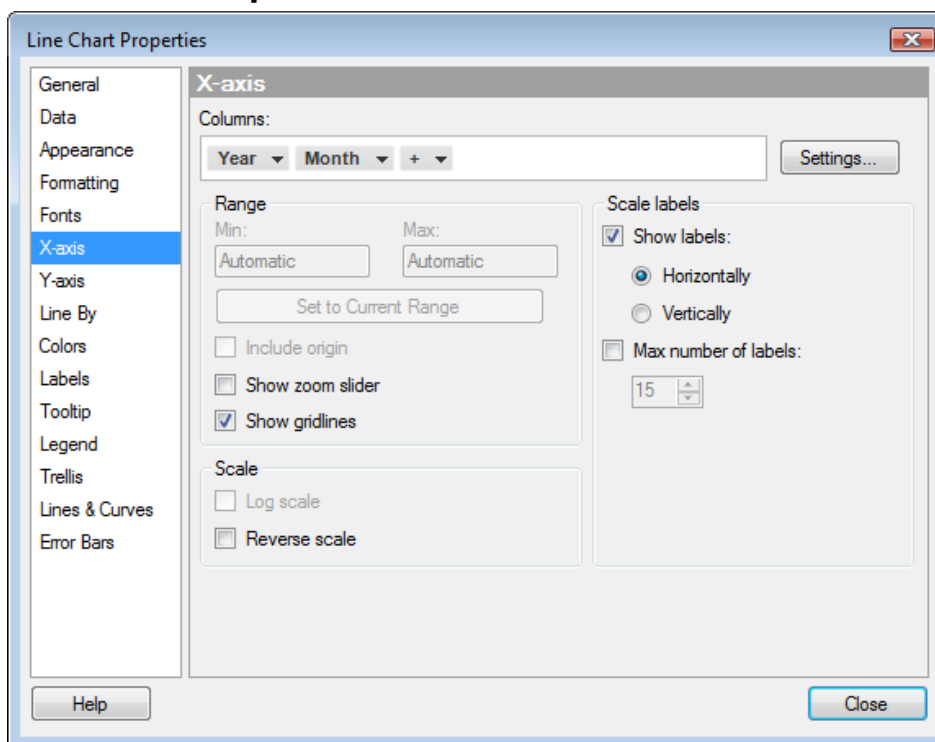 Line Chart Properties
General
Data
Appearance
Formatting
Fonts
X-axis
Y-axis
Line By
Colors
Labels
Tooltip
Legend
Trellis
Lines & Curves
Error Bars
X-axis
Columns:
Year Month +
Settings...
Range
Min: Max:
Automatic Automatic
Set to Current Range
Include origin
Show zoom slider
Show gridlines
Scale
Log scale
Reverse scale
Scale labels
Show labels:
Horizontally
Vertically
Max number of labels:
15
Help
Close